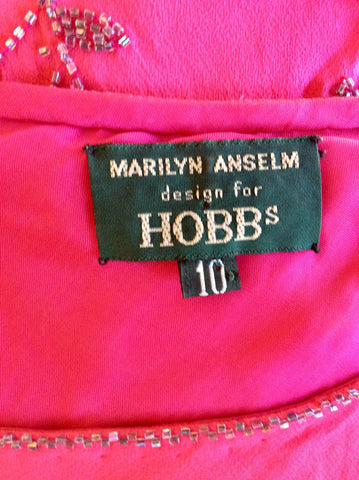 MARILYN ANSELM
design for
HOBBS
10